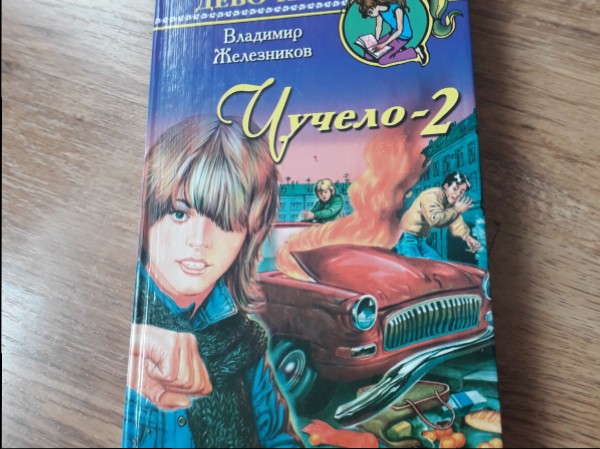 Владимир
Железников
Чучело-2